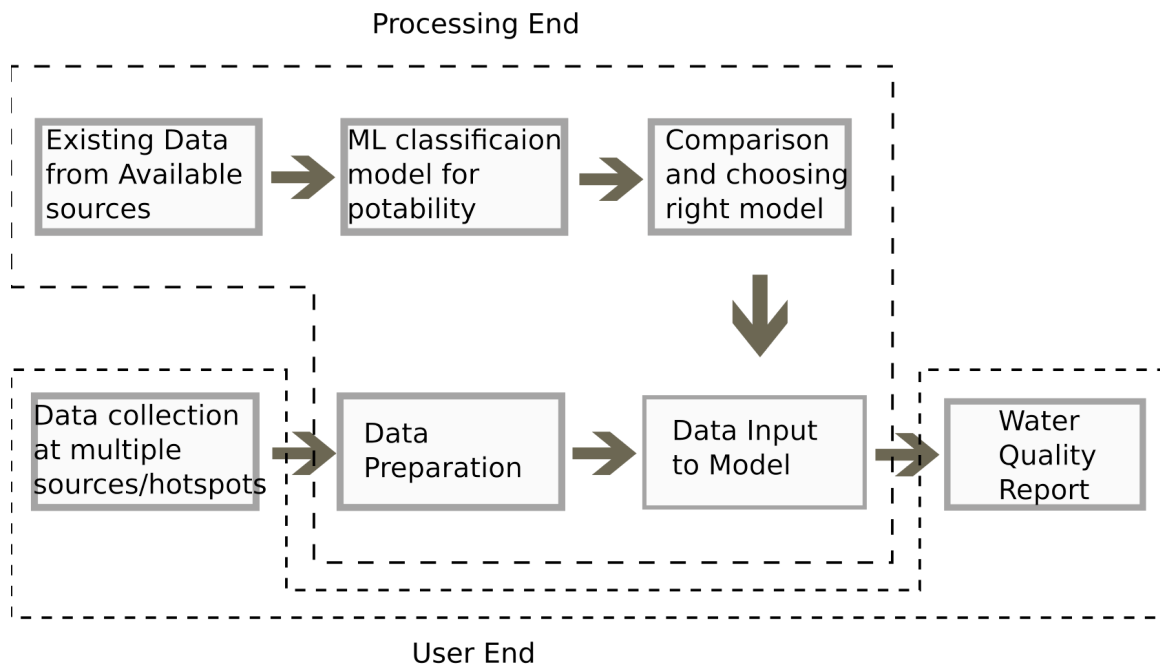 Processing End
Existing Data
from Available
sources
ML classificaion
model for
potability
Comparison
and choosing
right model
Data collection
at multiple
sources/hotspots
Data
Preparation
Data Input
to Model
Water
Quality
Report
User End